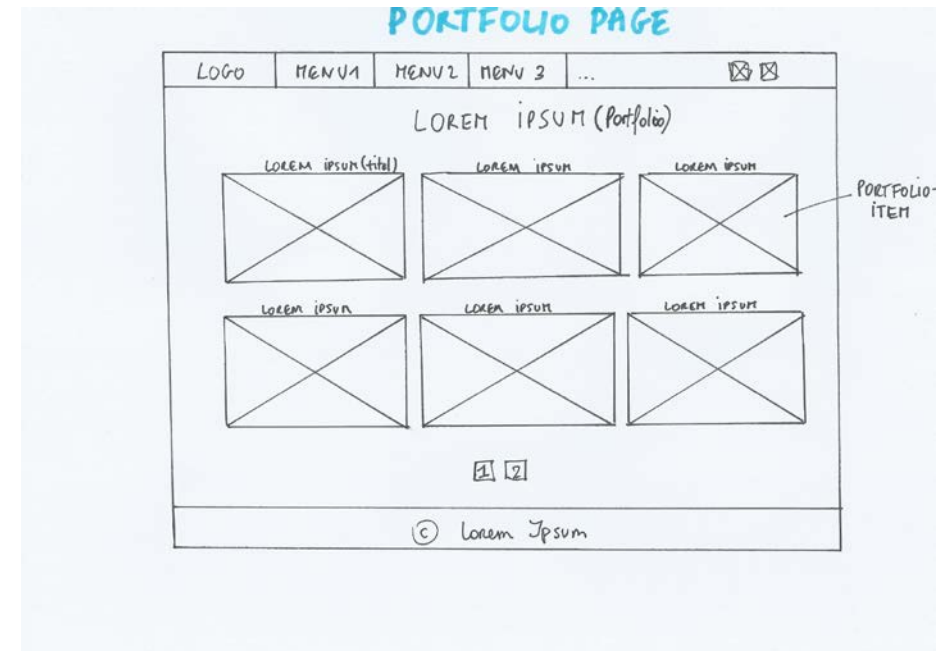 PORTFOLIO PAGE
LOGO MENU1 MENU2 MENU 3 ...
LOREM IPSUM (Portfolio)
LOREM IPSUM (titol) LOREM IPSUM LOREM IPSUM
PORTFOLIO-
ITEM
LOREM IPSUM LOREM IPSUM LOREM IPSUM
1 2
© Lorem Ipsum